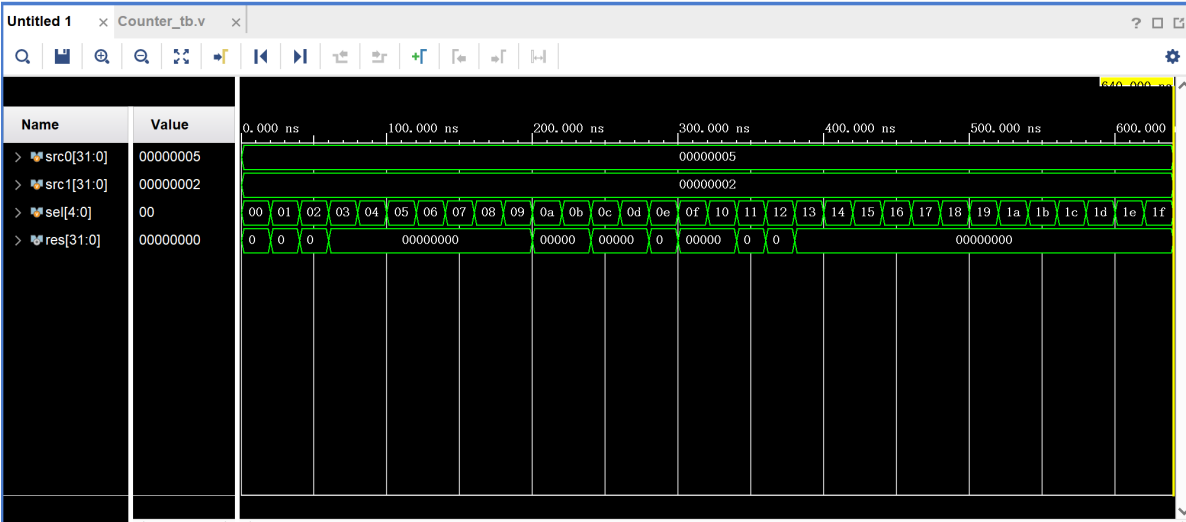 Untitled 1 × Counter_tb.v ×
?
640.000 ns
Name Value
0.000 ns 100.000 ns 200.000 ns 300.000 ns 400.000 ns 500.000 ns 600.000
src0[31:0] 00000005 00000005
src1[31:0] 00000002 00000002
sel[4:0] 00 00 01 02 03 04 05 06 07 08 09 0a 0b 0c 0d 0e 0f 10 11 12 13 14 15 16 17 18 19 1a 1b 1c 1d 1e 1f
res[31:0] 00000000 0 0 0 00000000 00000 00000 0 00000 0 0 00000000